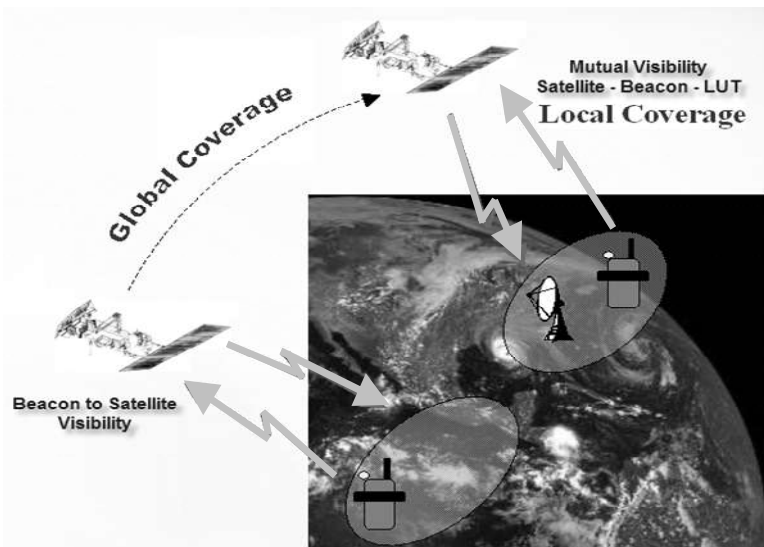 Mutual Visibility
Satellite - Beacon - LUT
Local Coverage
Global Coverage
Beacon to Satellite
Visibility